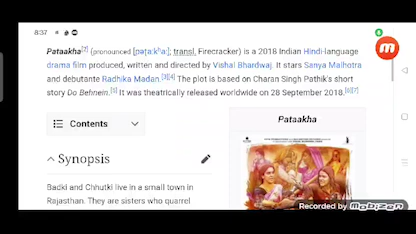 8:37
Pataakha[2] (pronounced [pəˈʈaːkʰaː]; transl. Firecracker) is a 2018 Indian Hindi-language
drama film produced, written and directed by Vishal Bhardwaj. It stars Sanya Malhotra
and debutante Radhika Madan.[3][4] The plot is based on Charan Singh Pathik's short
story Do Behnein.[5] It was theatrically released worldwide on 28 September 2018.[6][7]
Contents
Pataakha
Synopsis
Badki and Chhutki live in a small town in
Rajasthan. They are sisters who quarrel
Recorded by Mobizen